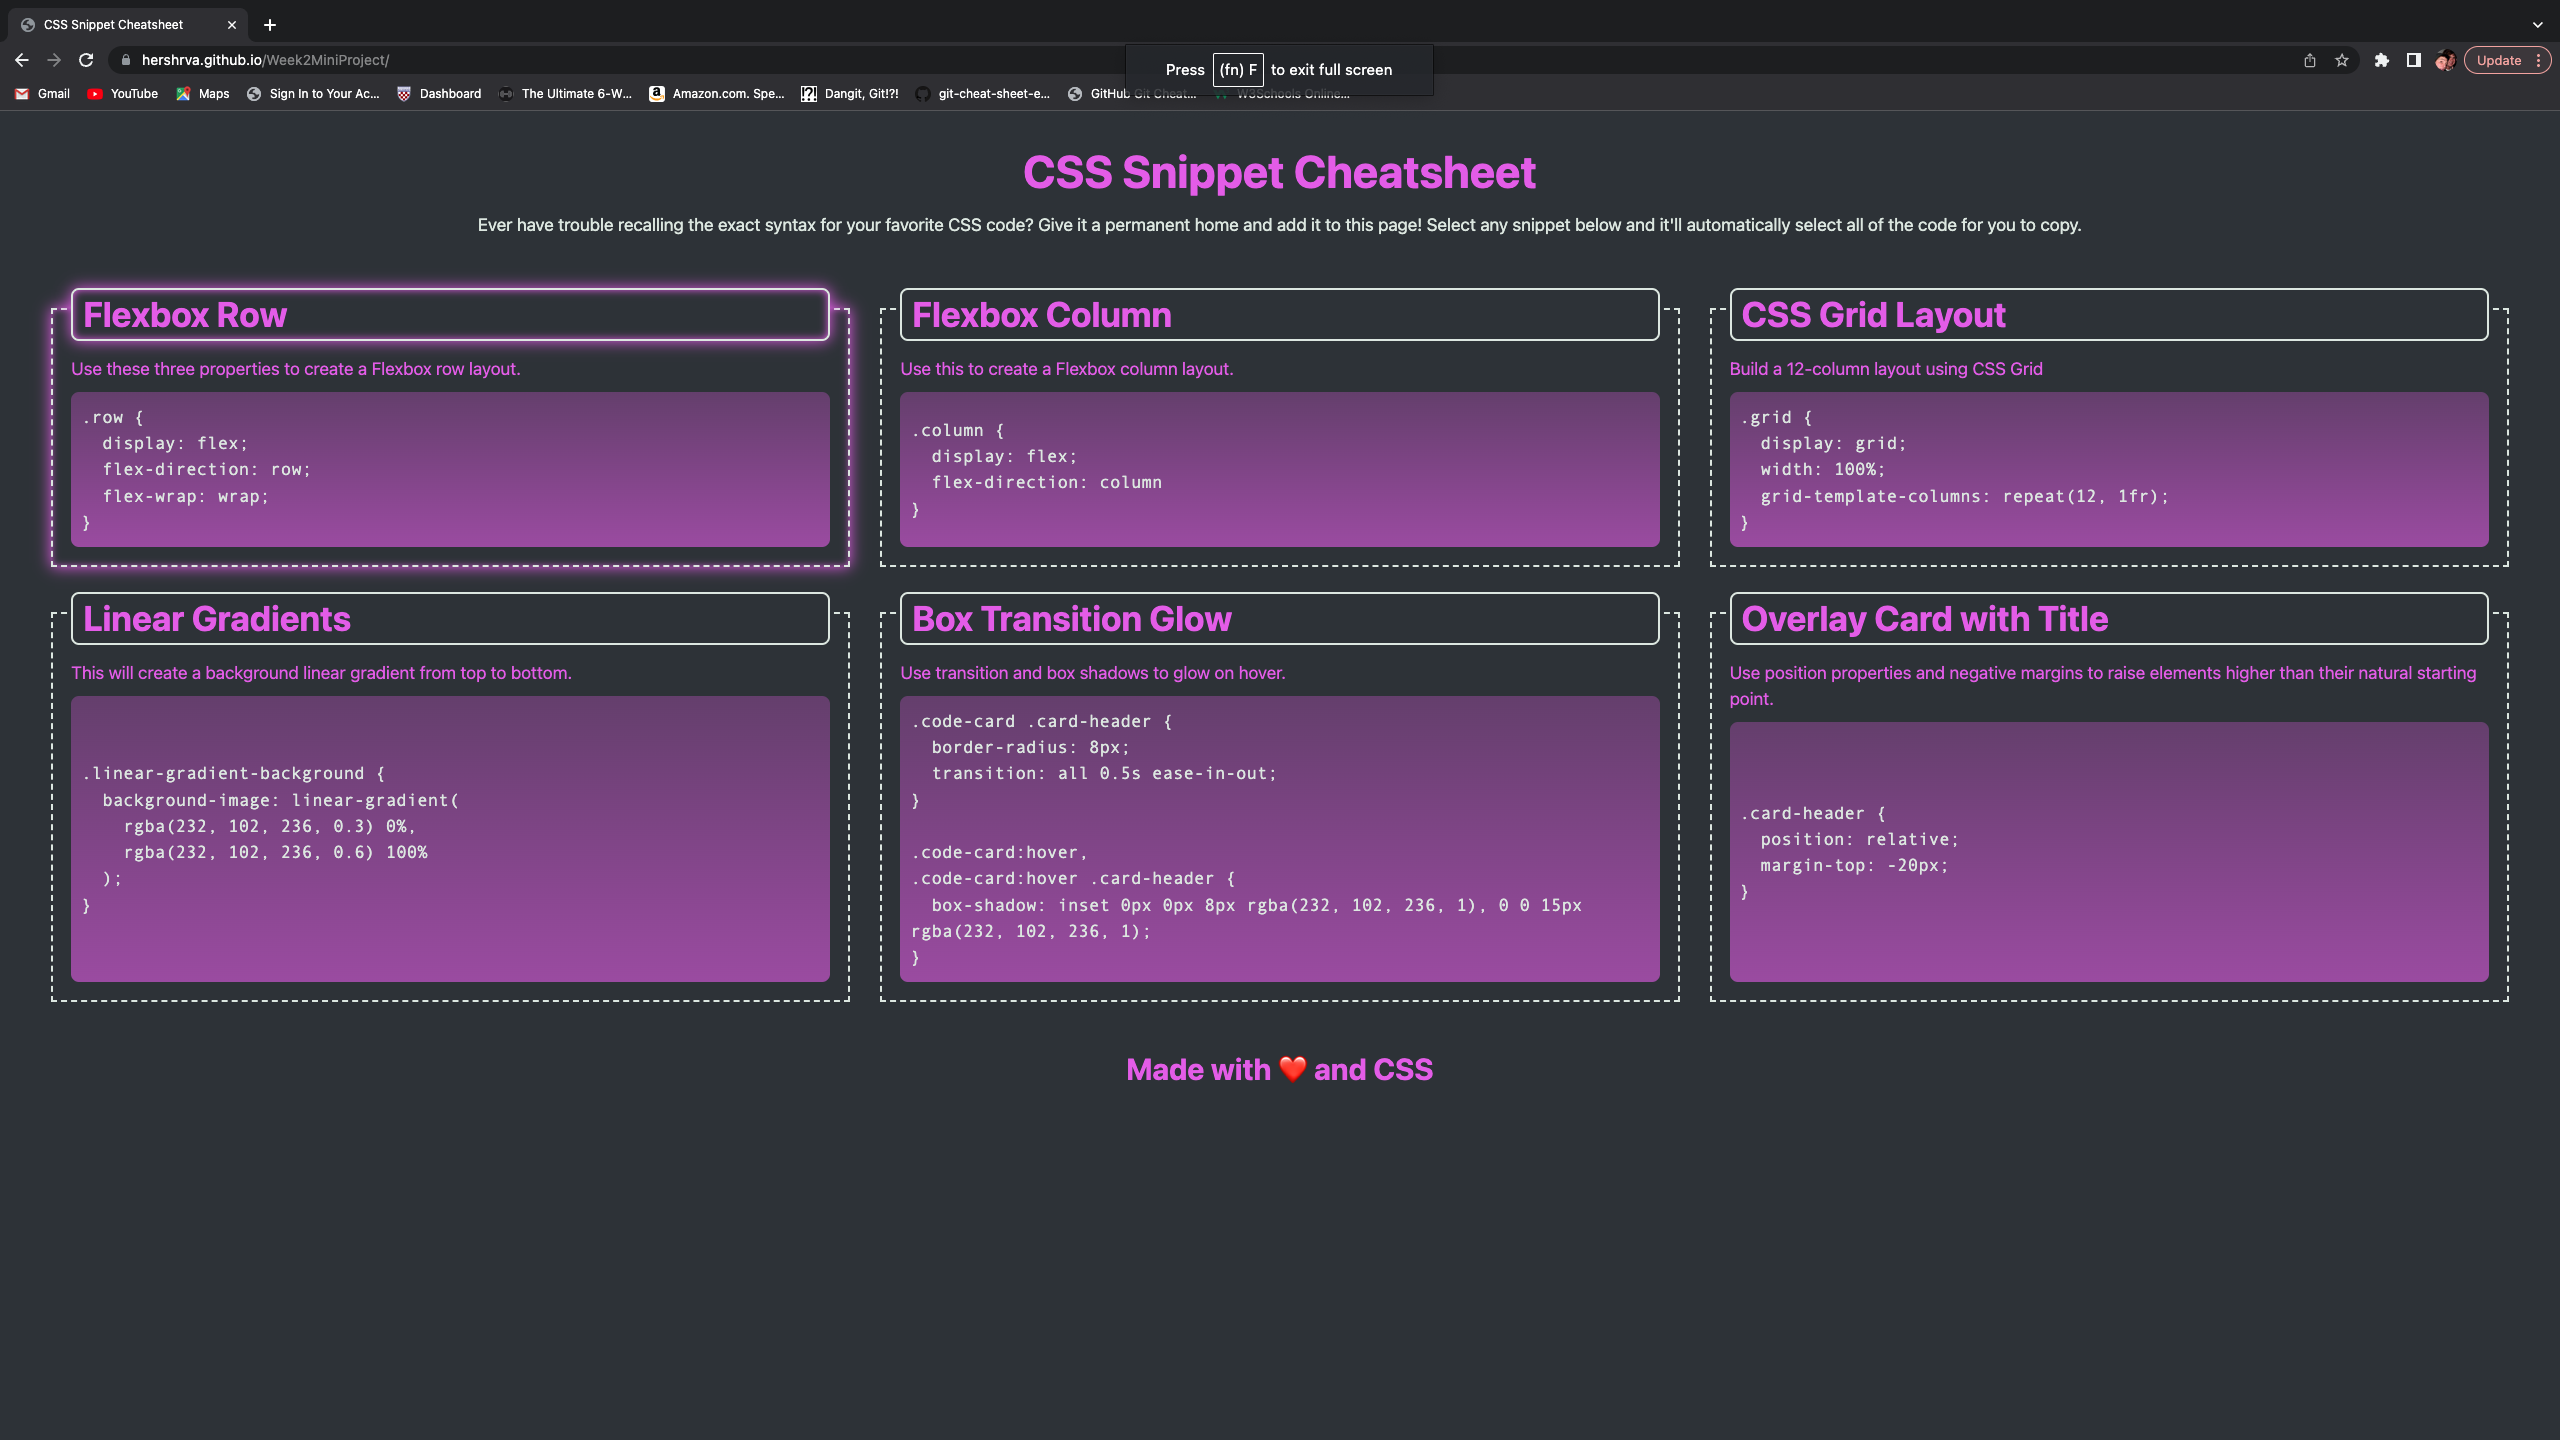 CSS Snippet Cheatsheet
hershrva.github.io/Week2MiniProject/
Press (fn) F to exit full screen
Update
Gmail
YouTube
Maps
Sign In to Your Ac...
Dashboard
The Ultimate 6-W...
Amazon.com. Spe...
Dangit, Git!?!
git-cheat-sheet-e...
GitHub Git Cheat...
W3Schools Online...
CSS Snippet Cheatsheet
Ever have trouble recalling the exact syntax for your favorite CSS code? Give it a permanent home and add it to this page! Select any snippet below and it'll automatically select all of the code for you to copy.
Flexbox Row
Use these three properties to create a Flexbox row layout.
.row {
display: flex;
flex-direction: row;
flex-wrap: wrap;
}
Flexbox Column
Use this to create a Flexbox column layout.
.column {
display: flex;
flex-direction: column
}
CSS Grid Layout
Build a 12-column layout using CSS Grid
.grid {
display: grid;
width: 100%;
grid-template-columns: repeat(12, 1fr);
}
Linear Gradients
This will create a background linear gradient from top to bottom.
.linear-gradient-background {
background-image: linear-gradient(
rgba(232, 102, 236, 0.3) 0%,
rgba(232, 102, 236, 0.6) 100%
);
}
Box Transition Glow
Use transition and box shadows to glow on hover.
.code-card .card-header {
border-radius: 8px;
transition: all 0.5s ease-in-out;
}
.code-card:hover,
.code-card:hover .card-header {
box-shadow: inset 0px 0px 8px rgba(232, 102, 236, 1), 0 0 15px
rgba(232, 102, 236, 1);
}
Overlay Card with Title
Use position properties and negative margins to raise elements higher than their natural starting
point.
.card-header {
position: relative;
margin-top: -20px;
}
Made with ❤️ and CSS